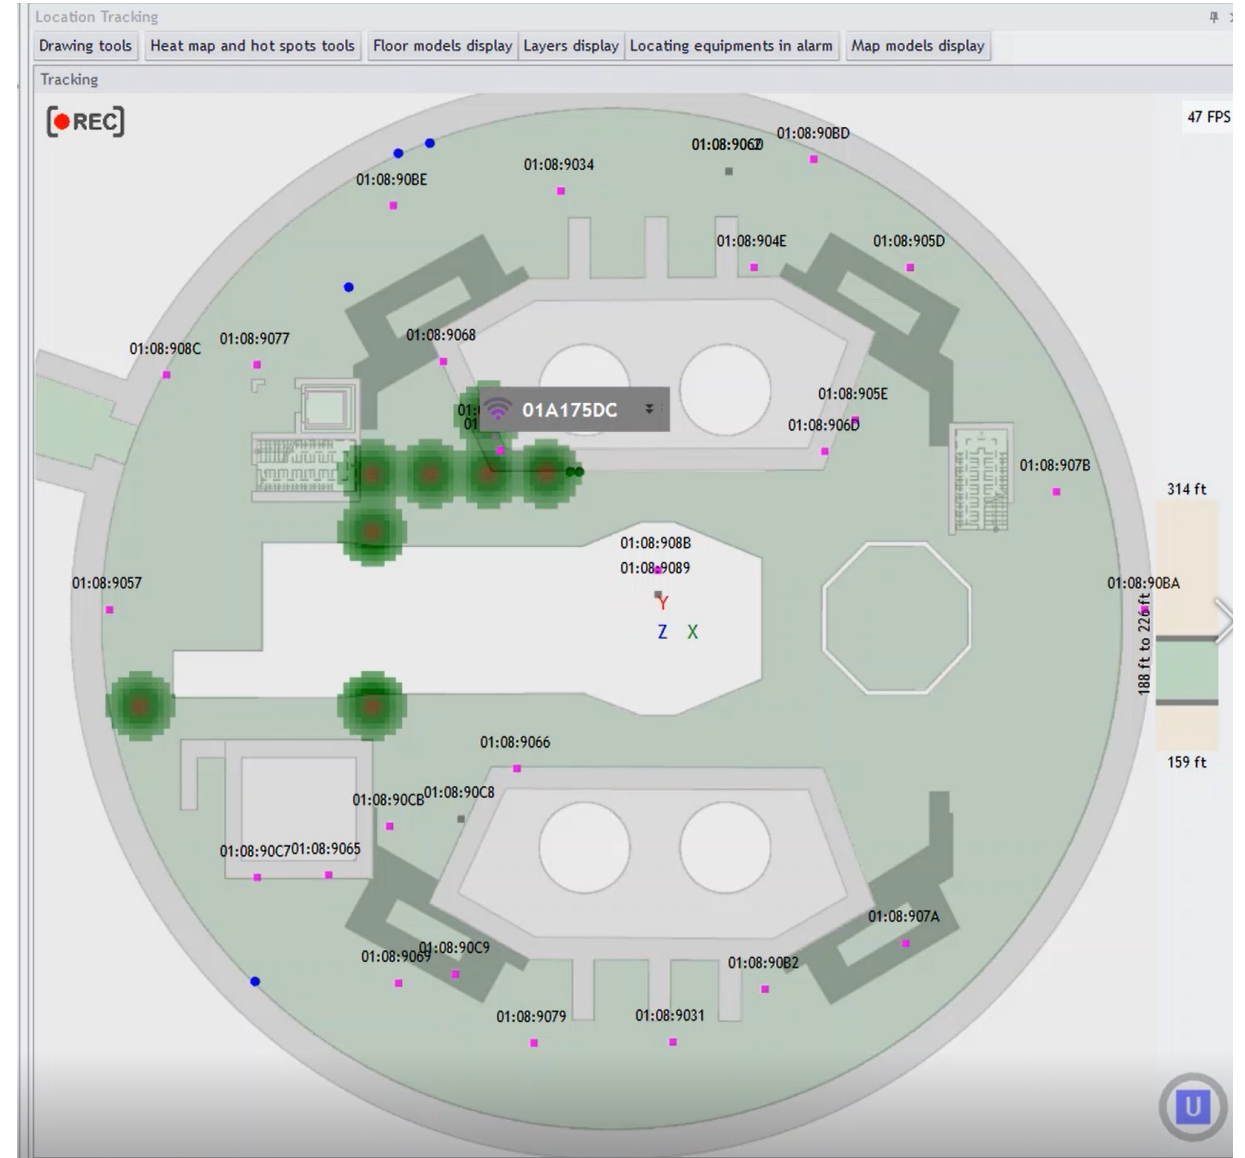 Location Tracking
Drawing tools
Heat map and hot spots tools
Floor models display
Layers display
Locating equipments in alarm
Map models display
Tracking
REC
47 FPS
01:08:90BD
01:08:9034
01:08:90BE
01:08:904E
01:08:905D
01:08:9068
01:08:9077
01:08:908C
01:08:905E
01A175DC
01:08:906D
01:08:907B
314 ft
01:08:908B
01:08:9089
01:08:9057
01:08:90BA
Y
Z X
188 ft to 226 ft
01:08:9066
159 ft
01:08:90C8
01:08:90CB
01:08:90C7
01:08:9065
01:08:907A
01:08:90C9
01:08:9069
01:08:90B2
01:08:9079
01:08:9031
U